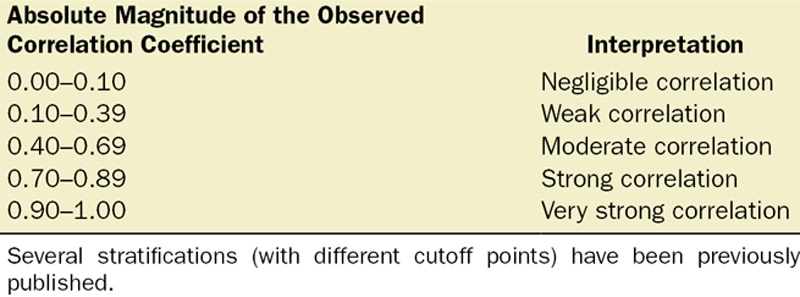 Absolute Magnitude of the Observed
Correlation Coefficient Interpretation
0.00–0.10 Negligible correlation
0.10–0.39 Weak correlation
0.40–0.69 Moderate correlation
0.70–0.89 Strong correlation
0.90–1.00 Very strong correlation
Several stratifications (with different cutoff points) have been previously
published.